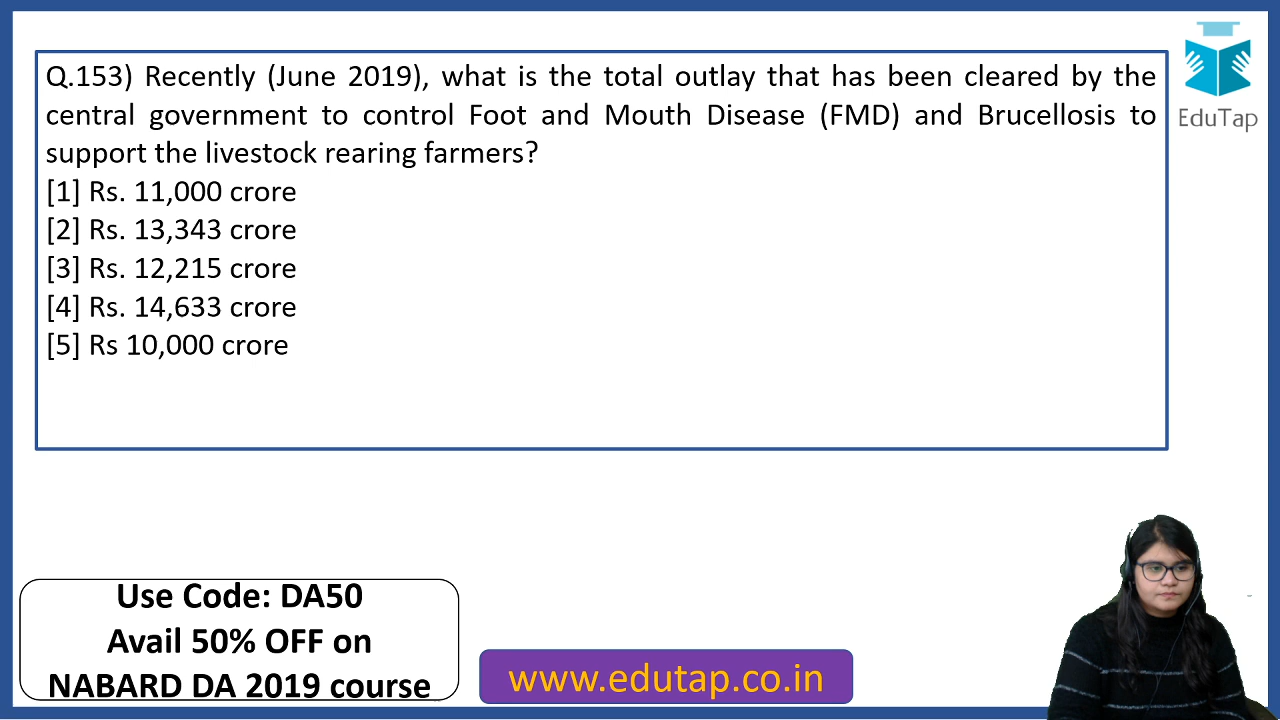 Q.153) Recently (June 2019), what is the total outlay that has been cleared by the
central government to control Foot and Mouth Disease (FMD) and Brucellosis to
support the livestock rearing farmers?
[1] Rs. 11,000 crore
[2] Rs. 13,343 crore
[3] Rs. 12,215 crore
[4] Rs. 14,633 crore
[5] Rs 10,000 crore
EduTap
Use Code: DA50
Avail 50% OFF on
NABARD DA 2019 course
www.edutap.co.in